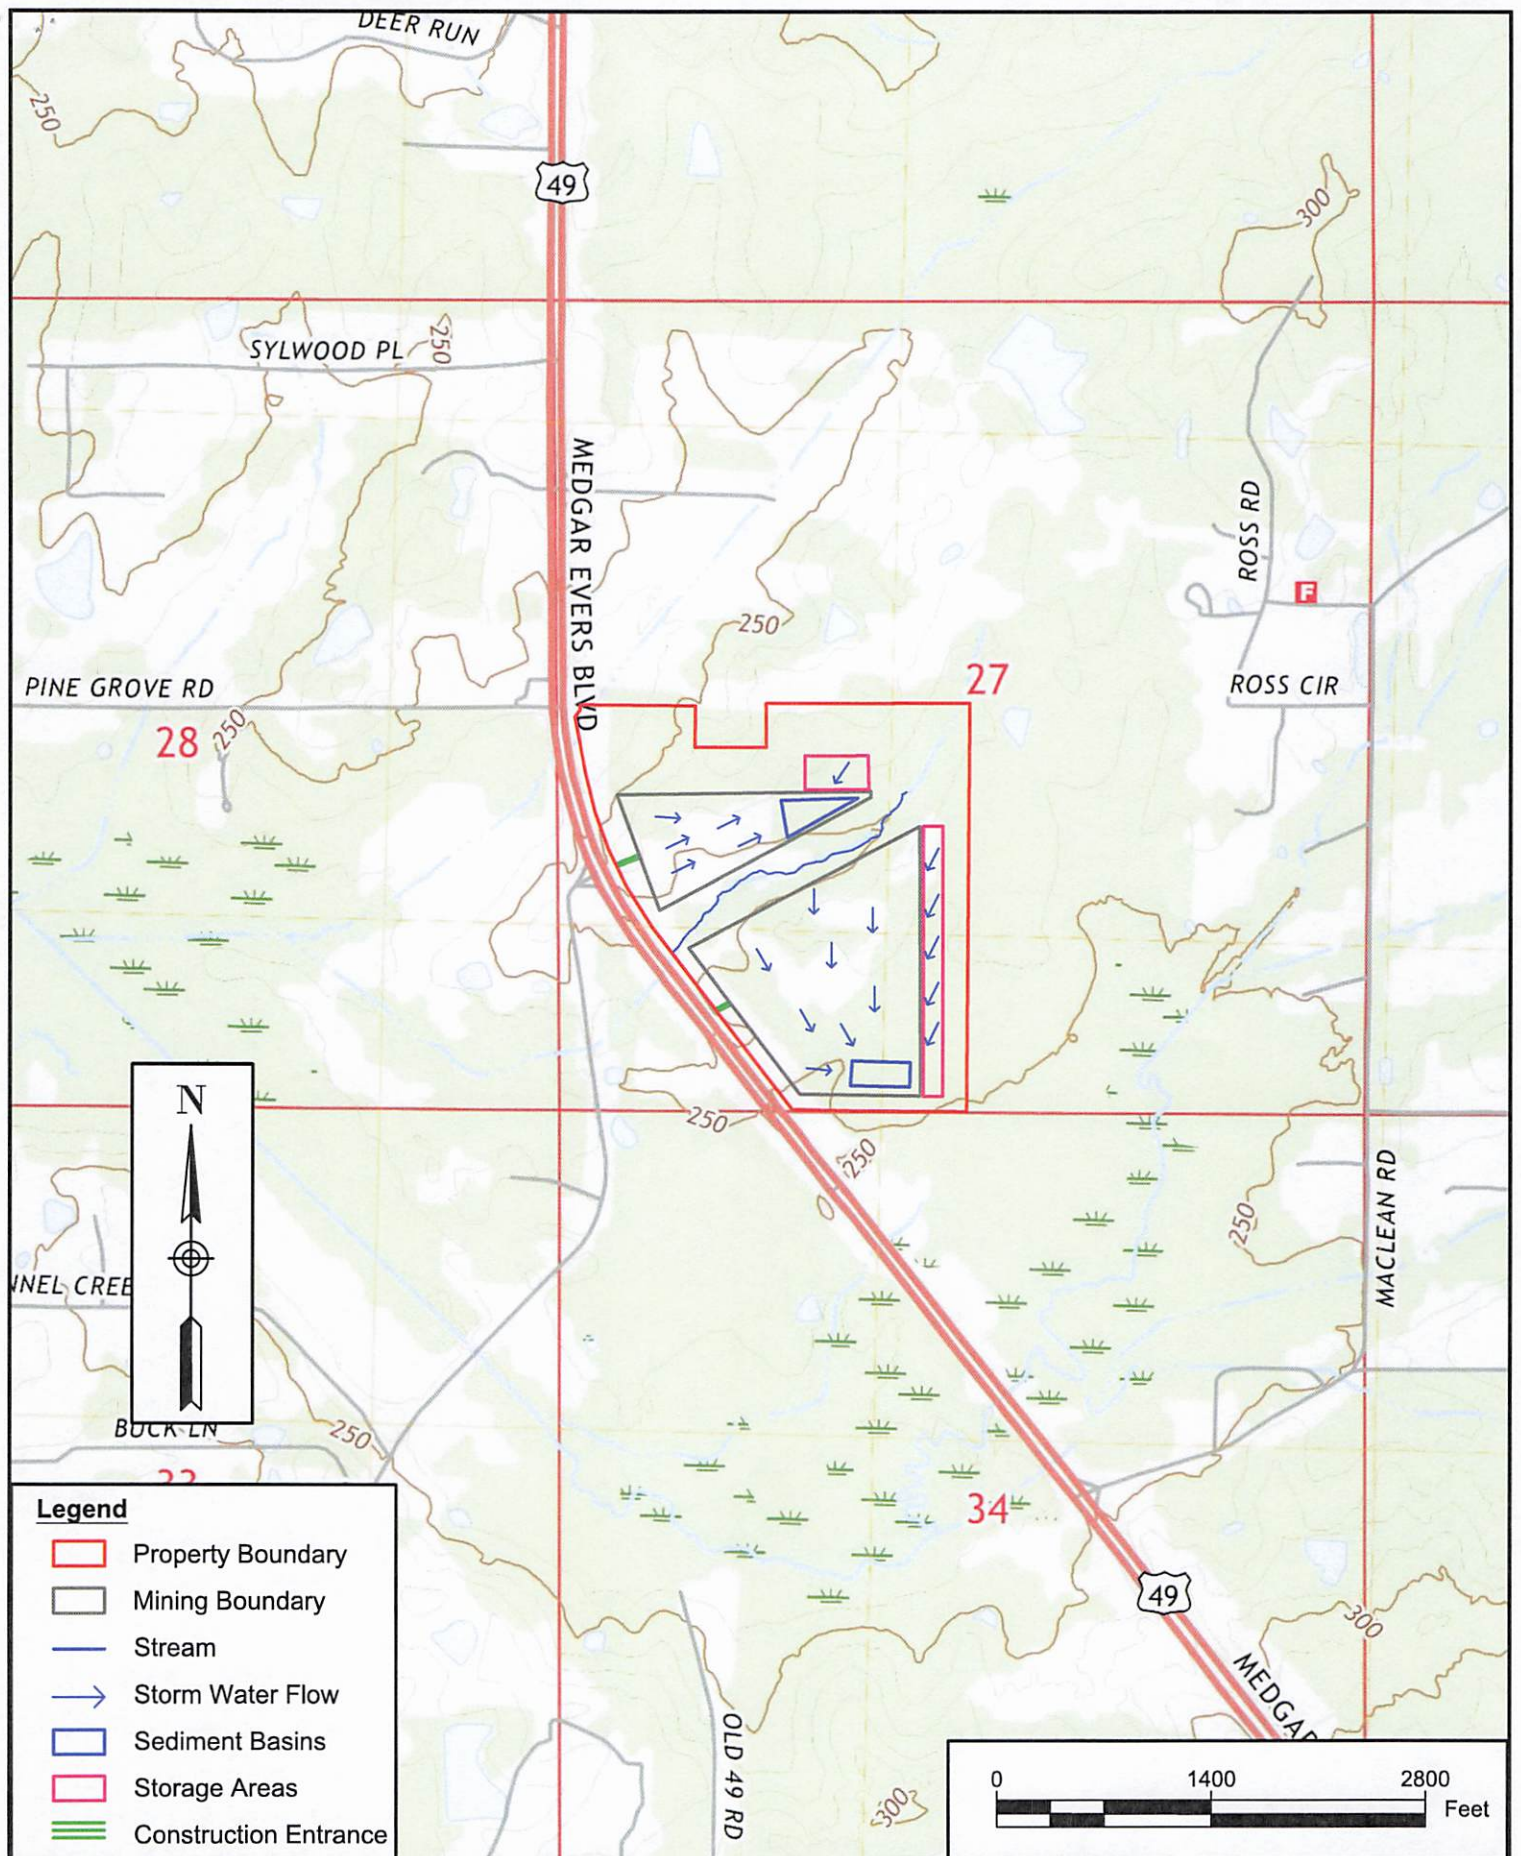 DEER RUN
250
49
300
SYLWOOD PL
250
MEDGAR EVERS BLVD
ROSS RD
F
250
PINE GROVE RD
27
ROSS CIR
28
250
N
250
250
250
MACLEAN RD
NNEL CREE
BUCK LN
250
34
49
300
MEDGAR
OLD 49 RD
300
Legend
Property Boundary
Mining Boundary
Stream
Storm Water Flow
Sediment Basins
Storage Areas
Construction Entrance
0 1400 2800
Feet